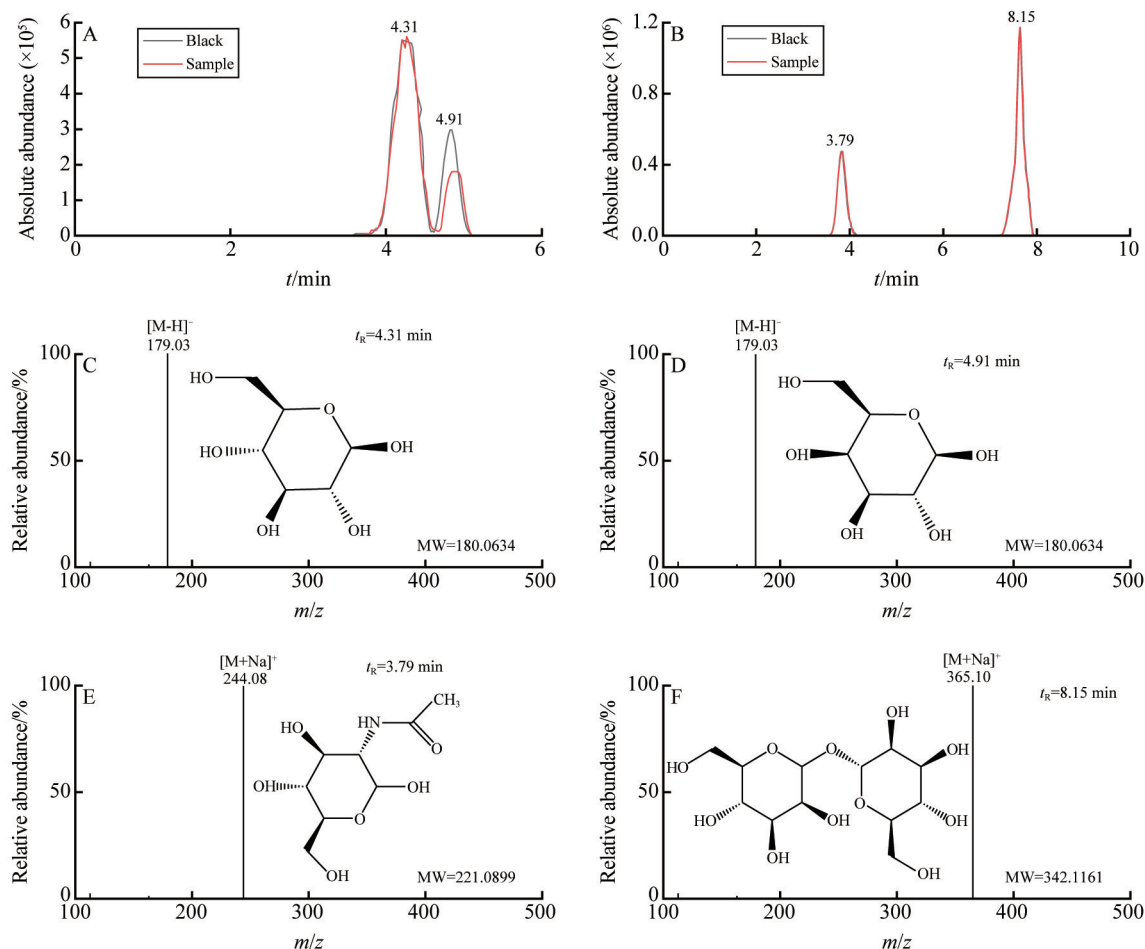 A
Black
Sample
4.31
4.91
Absolute abundance (×10⁵)
6
5
4
3
2
1
0
0
2
4
6
t/min
B
Black
Sample
3.79
8.15
Absolute abundance (×10⁶)
1.2
0.8
0.4
0.0
0
2
4
6
8
10
t/min
[M-H]⁻
179.03
tR=4.31 min
C
Relative abundance/%
100
50
0
HO
O
HO
OH
OH
OH
MW=180.0634
100
200
300
400
500
m/z
[M-H]⁻
179.03
tR=4.91 min
D
Relative abundance/%
100
50
0
HO
O
OH
OH
OH
OH
MW=180.0634
100
200
300
400
500
m/z
[M+Na]⁺
244.08
tR=3.79 min
E
Relative abundance/%
100
50
0
CH₃
HN
HO
O
OH
OH
O
OH
MW=221.0899
100
200
300
400
500
m/z
[M+Na]⁺
365.10
tR=8.15 min
F
Relative abundance/%
100
50
0
OH
O
O
OH
HO
O
HO
OH
OH
OH
OH
MW=342.1161
100
200
300
400
500
m/z